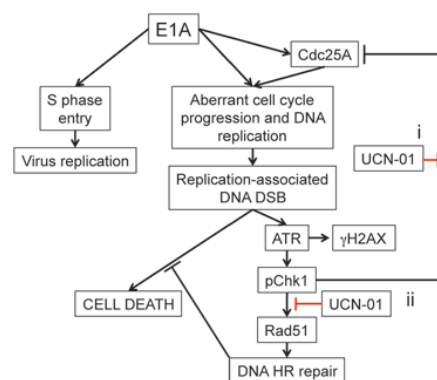 E1A
Cdc25A
S phase
entry
Aberrant cell cycle
progression and DNA
replication
Virus replication
i
UCN-01
Replication-associated
DNA DSB
ATR
γH2AX
pChk1
CELL DEATH
UCN-01
ii
Rad51
DNA HR repair